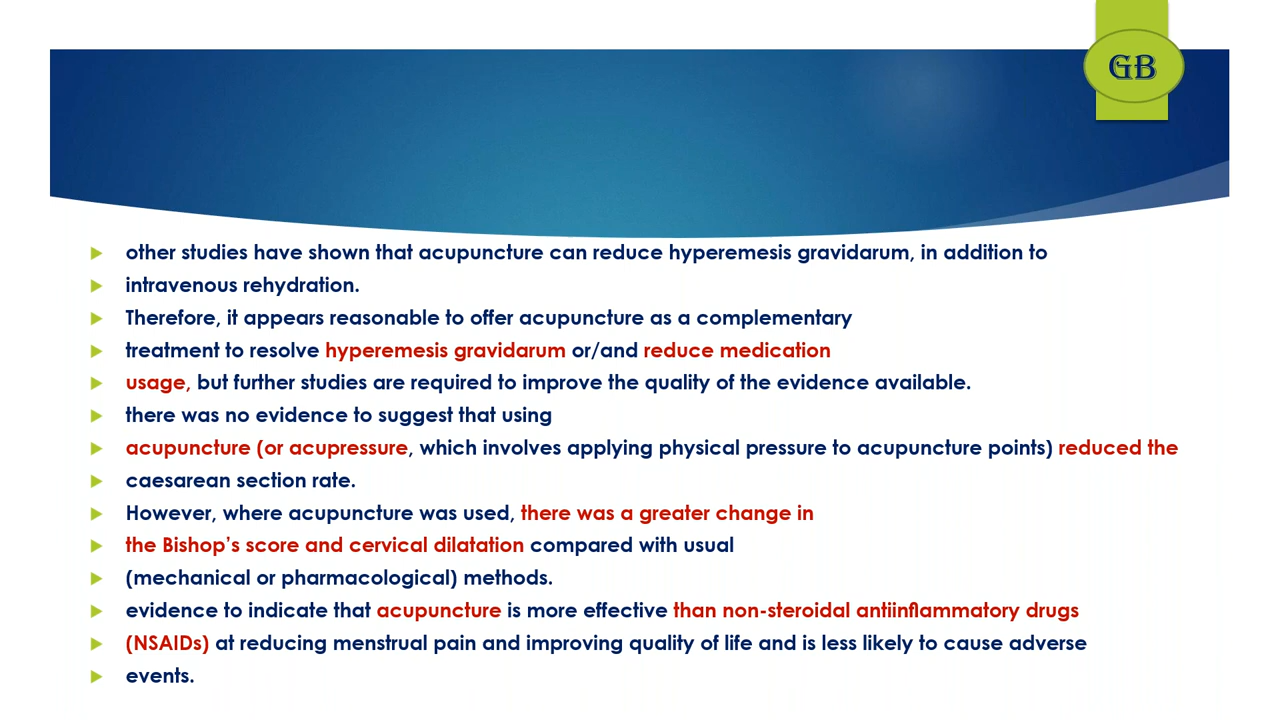 GB
other studies have shown that acupuncture can reduce hyperemesis gravidarum, in addition to
intravenous rehydration.
Therefore, it appears reasonable to offer acupuncture as a complementary
treatment to resolve hyperemesis gravidarum or/and reduce medication
usage, but further studies are required to improve the quality of the evidence available.
there was no evidence to suggest that using
acupuncture (or acupressure, which involves applying physical pressure to acupuncture points) reduced the
caesarean section rate.
However, where acupuncture was used, there was a greater change in
the Bishop's score and cervical dilatation compared with usual
(mechanical or pharmacological) methods.
evidence to indicate that acupuncture is more effective than non-steroidal antiinflammatory drugs
(NSAIDs) at reducing menstrual pain and improving quality of life and is less likely to cause adverse
events.